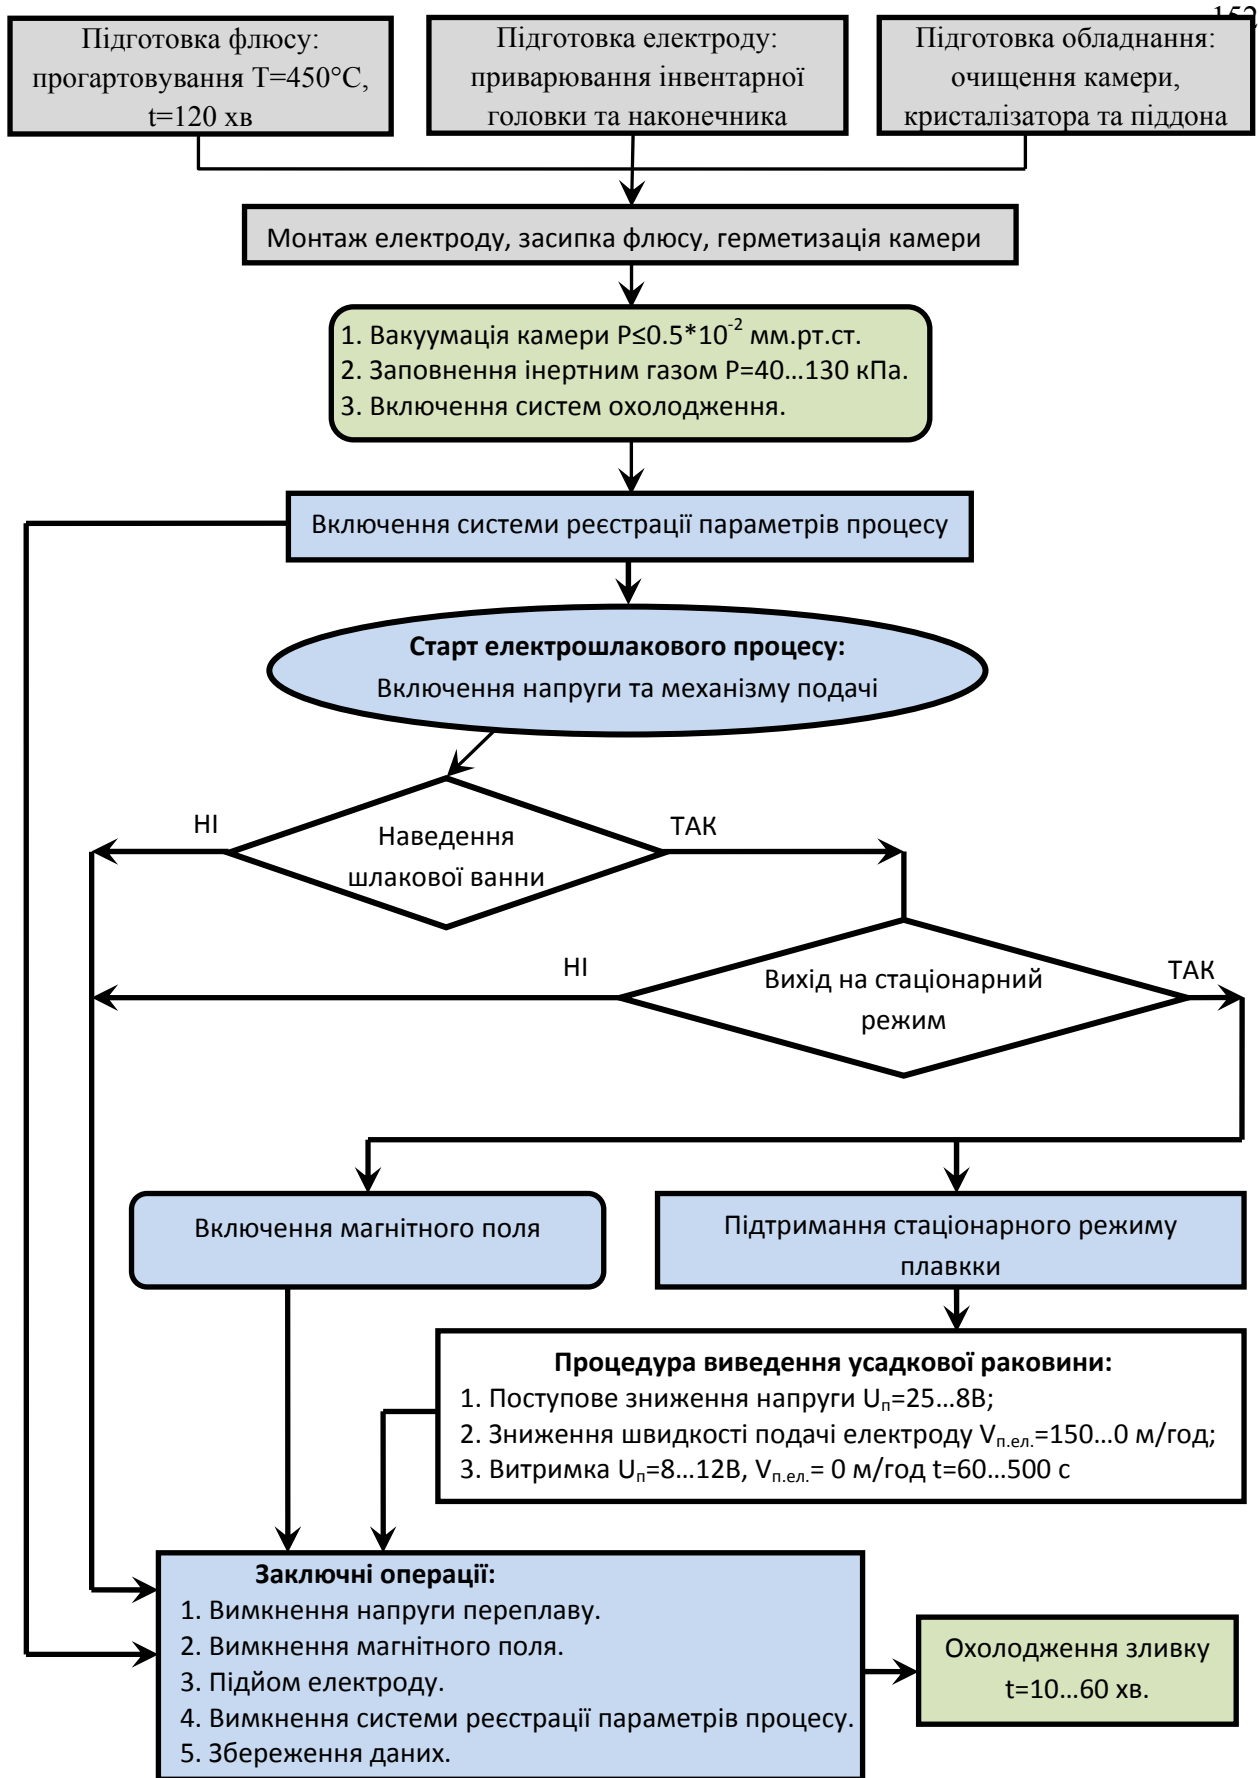 152
Підготовка флюсу:
прогартовування Т=450°С,
t=120 хв
Підготовка електроду:
приварювання інвентарної
головки та наконечника
Підготовка обладнання:
очищення камери,
кристалізатора та піддона
Монтаж електроду, засипка флюсу, герметизація камери
1. Вакуумація камери P≤0.5*10⁻² мм.рт.ст.
2. Заповнення інертним газом Р=40...130 кПа.
3. Включення систем охолодження.
Включення системи реєстрації параметрів процесу
Старт електрошлакового процесу:
Включення напруги та механізму подачі
НІ
Наведення
шлакової ванни
ТАК
НІ
Вихід на стаціонарний
режим
ТАК
Включення магнітного поля
Підтримання стаціонарного режиму
плавкки
Процедура виведення усадкової раковини:
1. Поступове зниження напруги Uп=25...8В;
2. Зниження швидкості подачі електроду Vп.ел.=150...0 м/год;
3. Витримка Uп=8...12В, Vп.ел.= 0 м/год t=60...500 с
Заключні операції:
1. Вимкнення напруги переплаву.
2. Вимкнення магнітного поля.
3. Підйом електроду.
4. Вимкнення системи реєстрації параметрів процесу.
5. Збереження даних.
Охолодження зливку
t=10...60 хв.